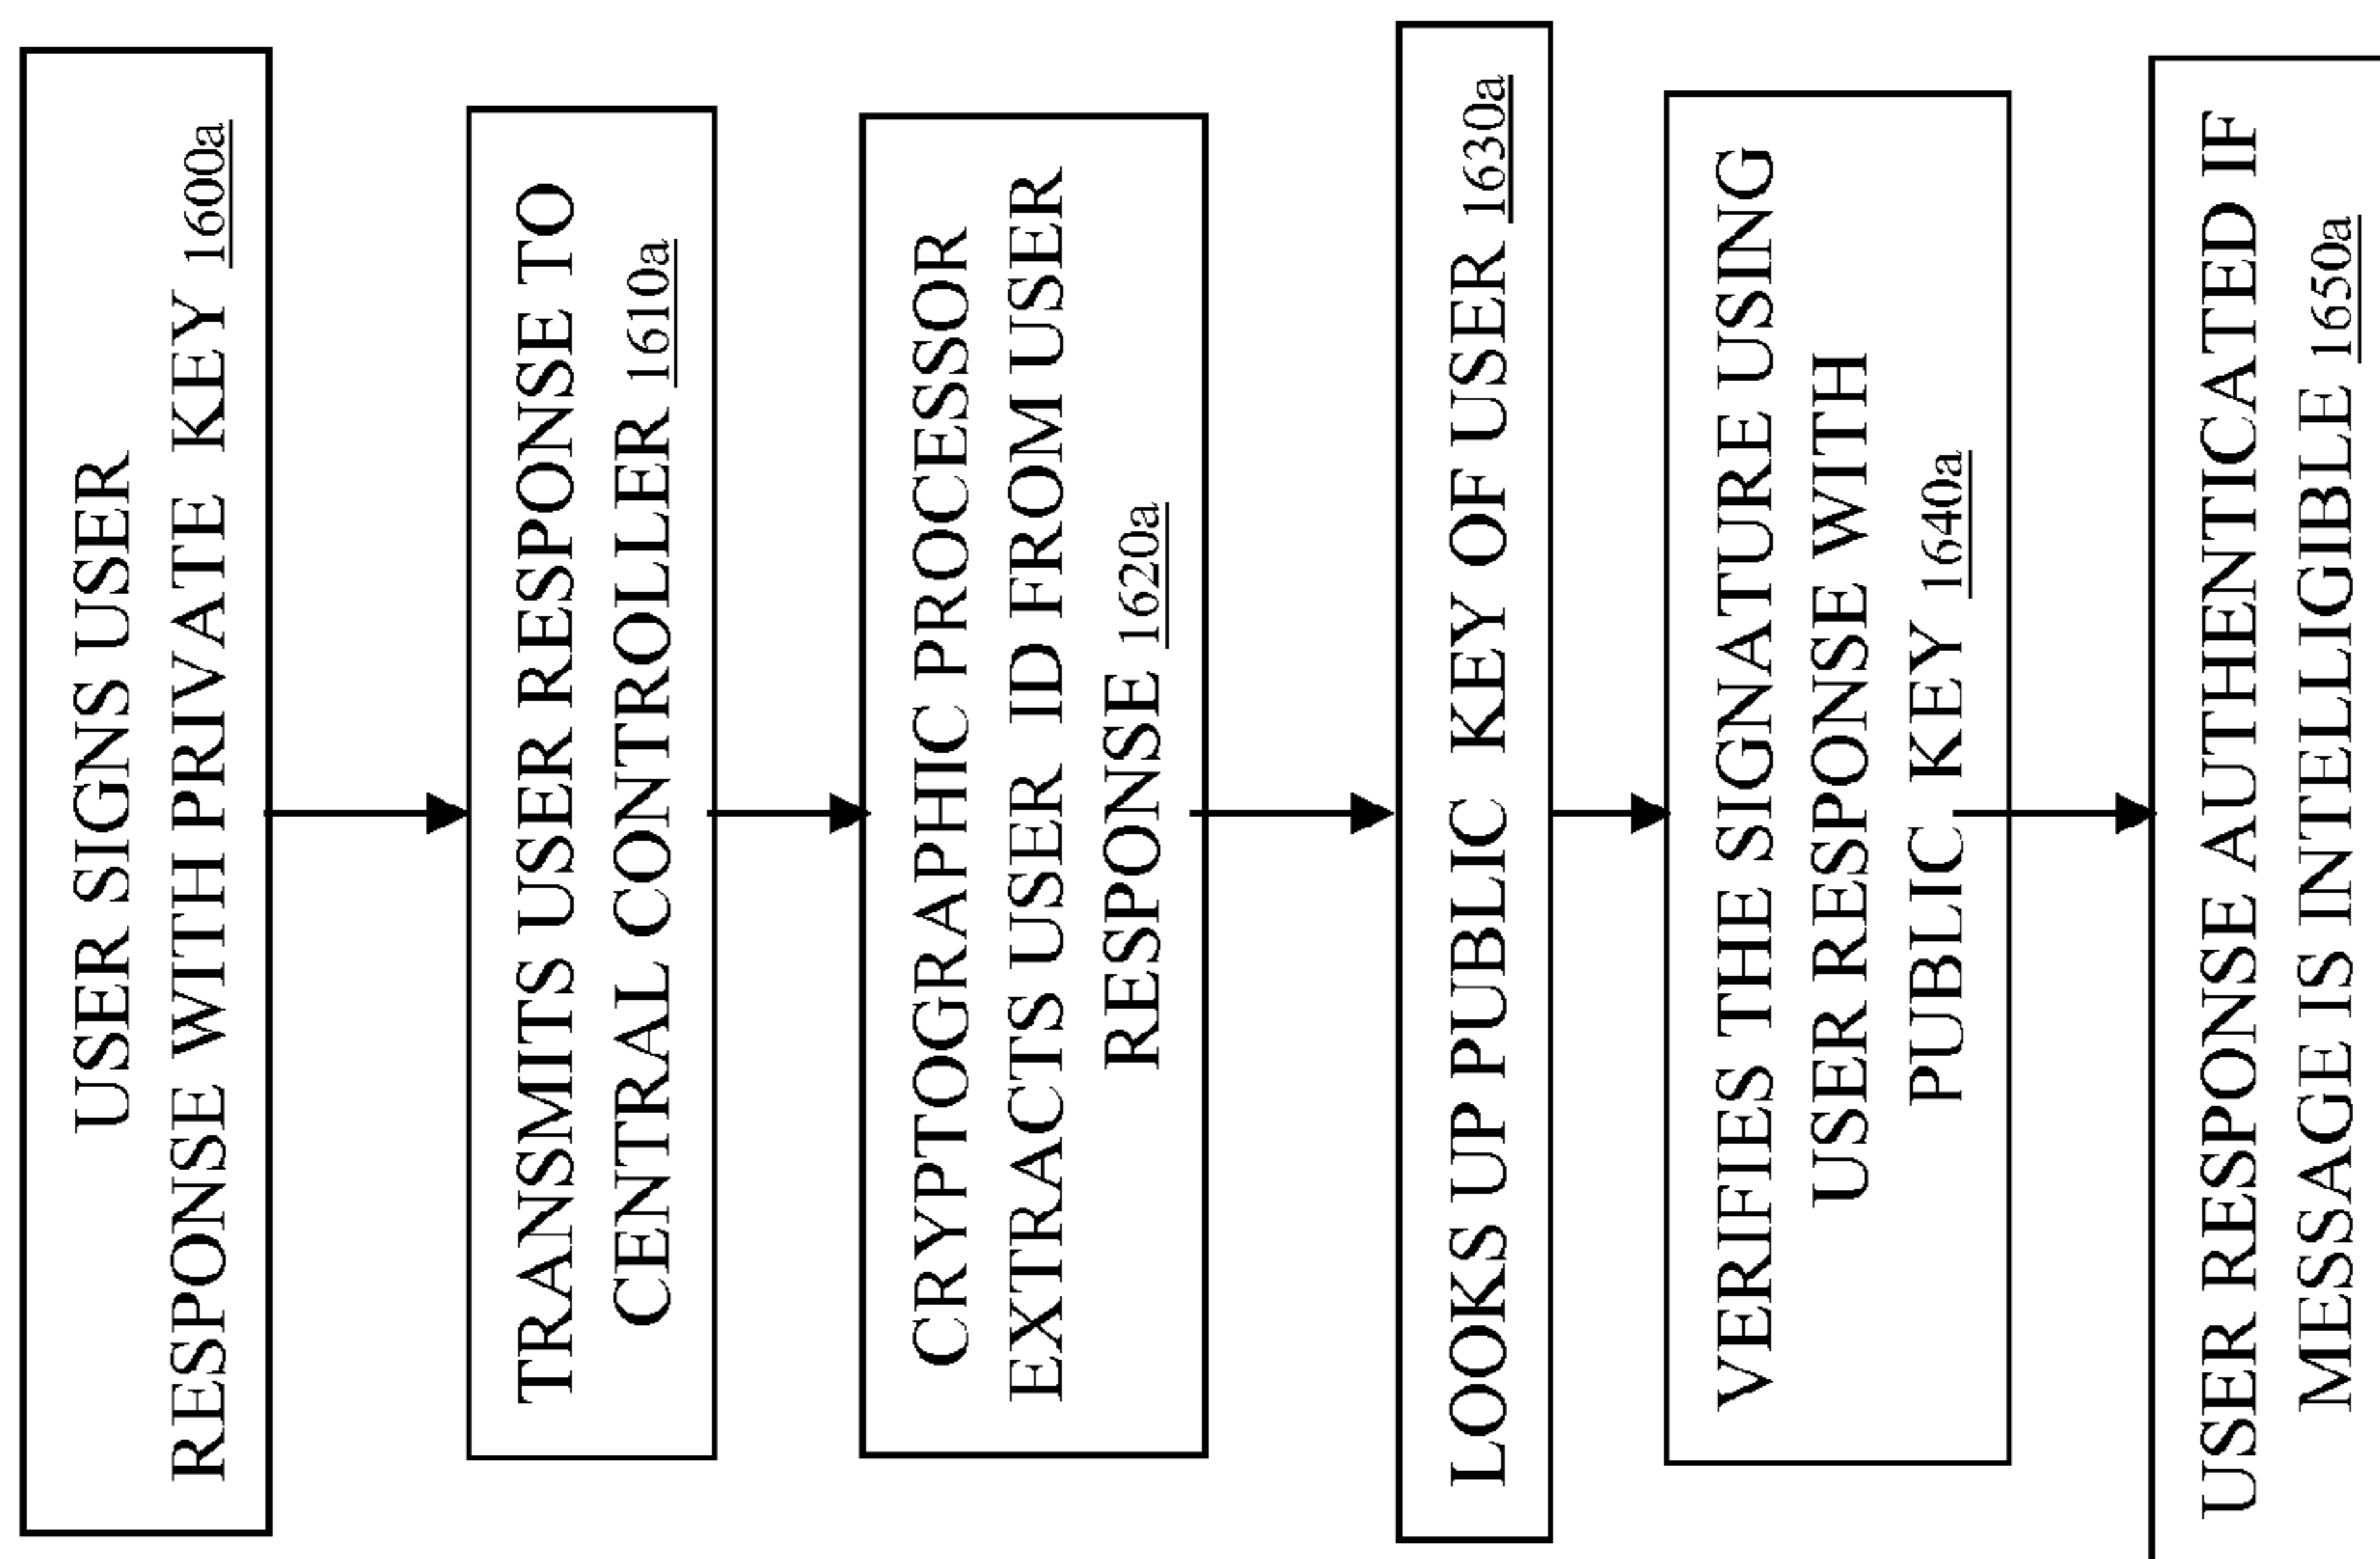 USER SIGNS USER
RESPONSE WITH PRIVATE KEY 1600a
TRANSMITS USER RESPONSE TO
CENTRAL CONTROLLER 1610a
CRYPTOGRAPHIC PROCESSOR
EXTRACTS USER ID FROM USER
RESPONSE 1620a
LOOKS UP PUBLIC KEY OF USER 1630a
VERIFIES THE SIGNATURE USING
USER RESPONSE WITH
PUBLIC KEY 1640a
USER RESPONSE AUTHENTICATED IF
MESSAGE IS INTELLIGIBLE 1650a